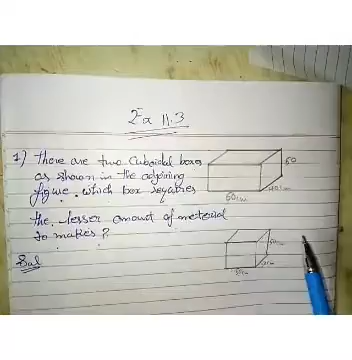 Ex 11.3
1) there are two Cuboidal boxes
as shown in the adjoining
figure. which box requires
the lesser amount of material
to makes?
Sol
60
40cm
60cm
50cm